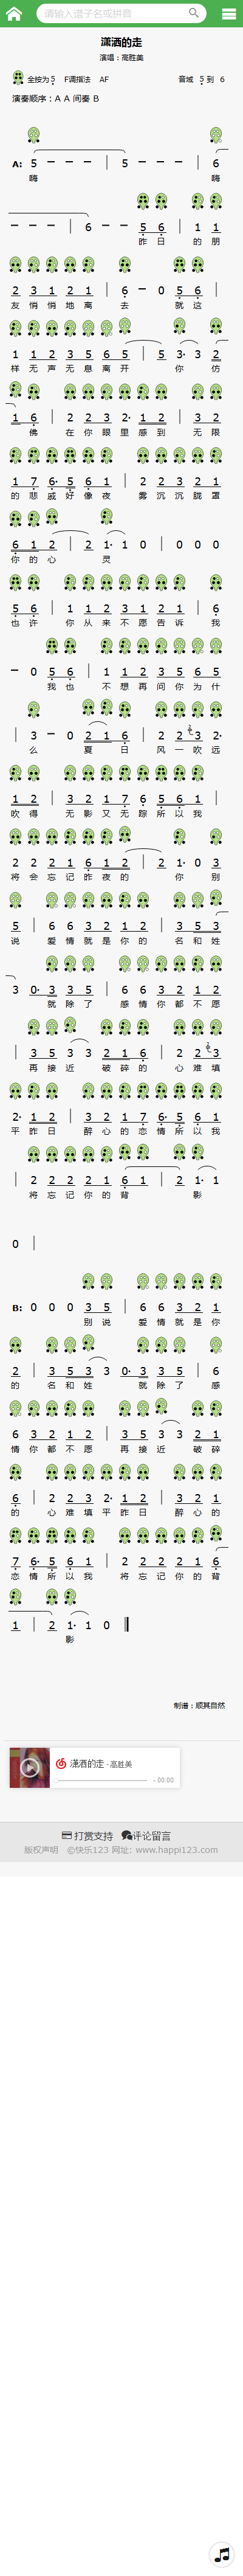 请输入谱子名或拼音
潇洒的走
演唱：高胜美
全按为 5 F调指法 AF 音域 5 到 6
演奏顺序：A A 间奏 B
A: 5 — — — 5 — — — | 6
嗨 嗨
— — — | 6 — — 5 6 | 1 1
昨 日 的 朋
2 3 1 2 1 | 6 — 0 5 6 |
友 悄 悄 地 离 去 就 这
1 1 2 3 5 6 5 | 5 3· 3 2
样 无 声 无 息 离 开 你 仿
1 6 | 2 2 3 2· 1 2 | 3 2
佛 在 你 眼 里 感 到 无 限
1 7 6· 5 6 1 | 2 2 2 2 1
的 悲 戚 好 像 夜 雾 沉 沉 胧 罩
6 1 2 | 2 1· 1 0 | 0 0 0
你 的 心 灵
5 6 | 1 1 2 3 1 2 1 | 6
也 许 你 从 来 不 愿 告 诉 我
— 0 5 6 | 1 1 2 3 5 6 5
我 也 不 想 再 问 你 为 什
| 3 — 0 2 1 6 | 2 2 3 2·
么 夏 日 风 一 吹 远
1 2 | 3 2 1 7 6 5 6 1 |
吹 得 无 影 又 无 踪 所 以 我
2 2 2 1 6 1 2 | 2 1· 0 3
将 会 忘 记 昨 夜 的 你 别
5 | 6 6 3 2 1 2 | 3 5 3
说 爱 情 就 是 你 的 名 和 姓
3 0· 3 3 5 | 6 6 3 2 1 2
就 除 了 感 情 你 都 不 愿
| 3 5 3 3 2 1 6 | 2 2 3
再 接 近 破 碎 的 心 难 填
2· 1 2 | 3 2 1 7 6· 5 6 1
平 昨 日 醉 心 的 恋 情 所 以 我
| 2 2 2 2 1 6 1 | 2 1· 1
将 忘 记 你 的 背 影
0 |
B: 0 0 0 3 5 | 6 6 3 2 1
别 说 爱 情 就 是 你
2 | 3 5 3 3 0· 3 3 5 | 6
的 名 和 姓 就 除 了 感
6 3 2 1 2 | 3 5 3 3 2 1
情 你 都 不 愿 再 接 近 破 碎
6 | 2 2 3 2· 1 2 | 3 2 1
的 心 难 填 平 昨 日 醉 心 的
7 6· 5 6 1 | 2 2 2 2 1 6
恋 情 所 以 我 将 忘 记 你 的 背
1 | 2 1· 1 0 ‖
影
制谱：顺其自然
潇洒的走 - 高胜美
- 00:00
打赏支持 评论留言
版权声明 ©快乐123 网址: www.happi123.com